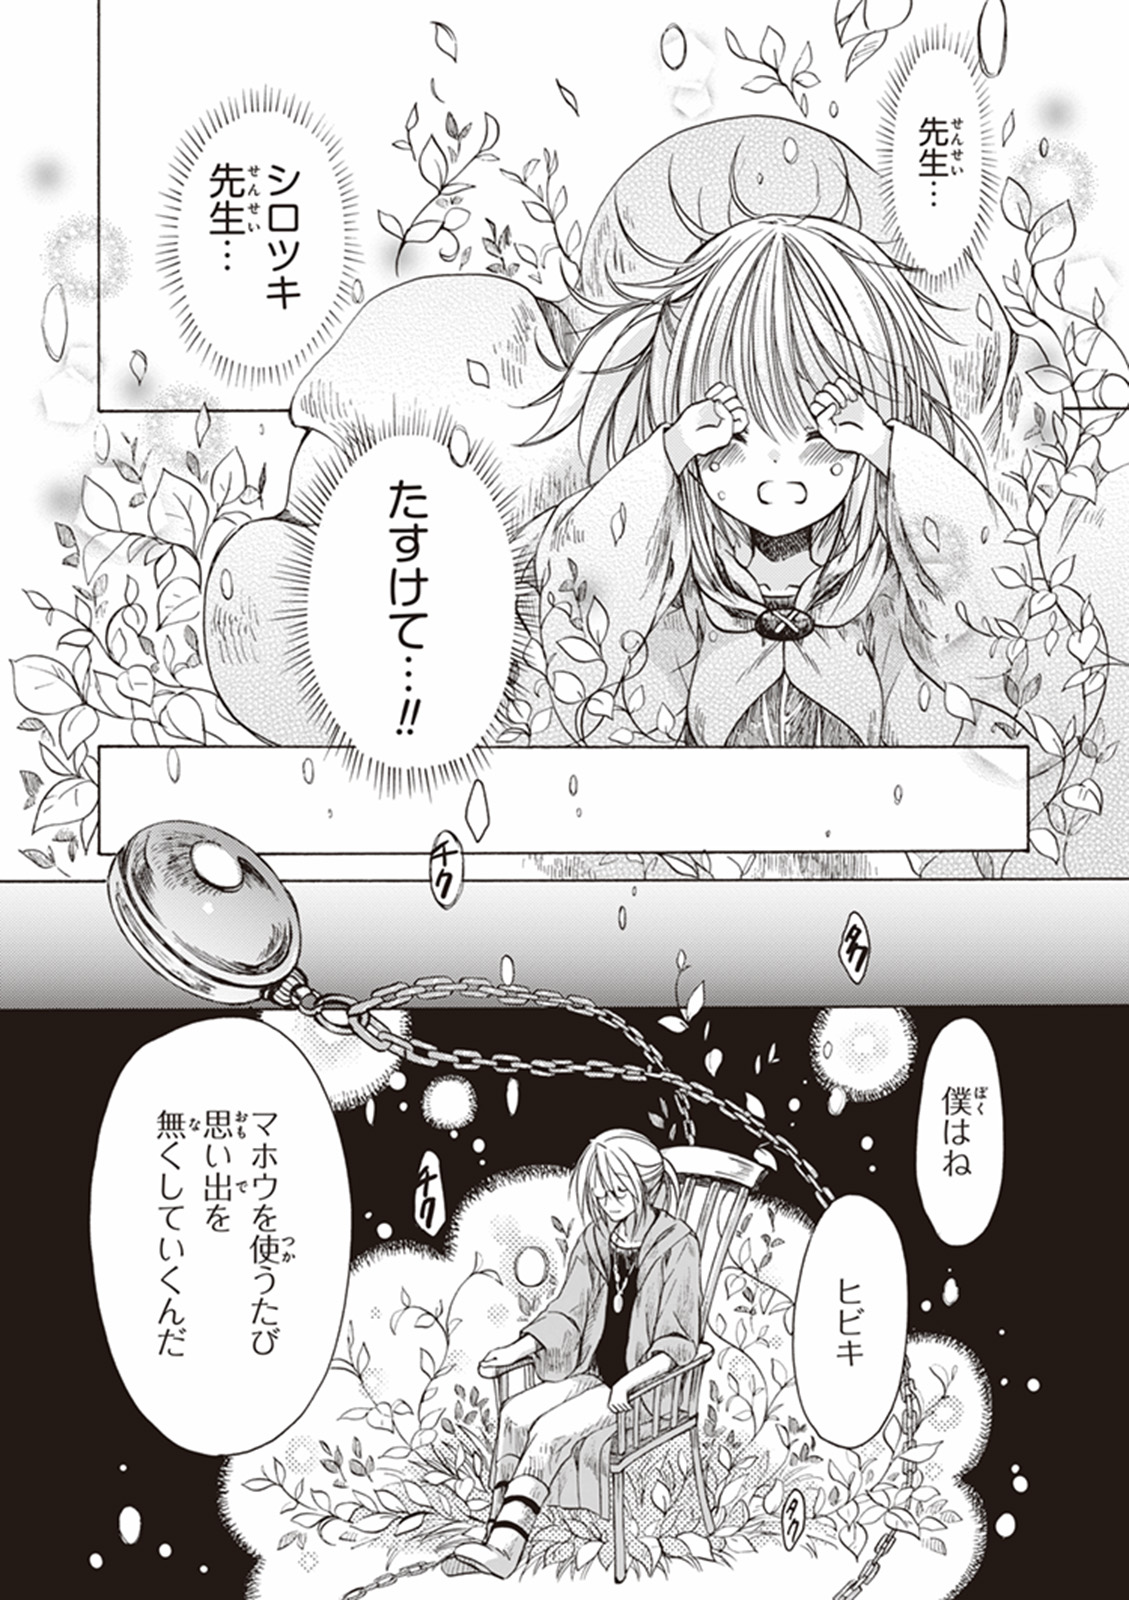 先生…
シロツキ
先生…
たすけて…!!
チク
タク
僕はね
ヒビキ
マホウを使うたび
思い出を
無くしていくんだ
チク
タク